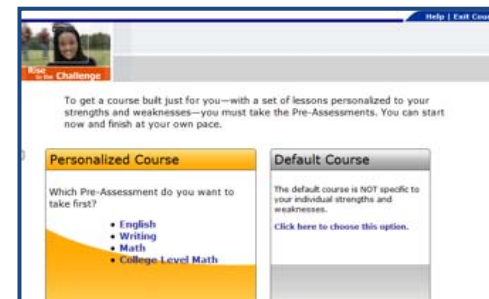 Help | Exit Cour
Rise
to the Challenge
To get a course built just for you—with a set of lessons personalized to your
strengths and weaknesses—you must take the Pre-Assessments. You can start
now and finish at your own pace.
Personalized Course
Which Pre-Assessment do you want to
take first?
• English
• Writing
• Math
• College Level Math
Default Course
The default course is NOT specific to
your individual strengths and
weaknesses.
Click here to choose this option.